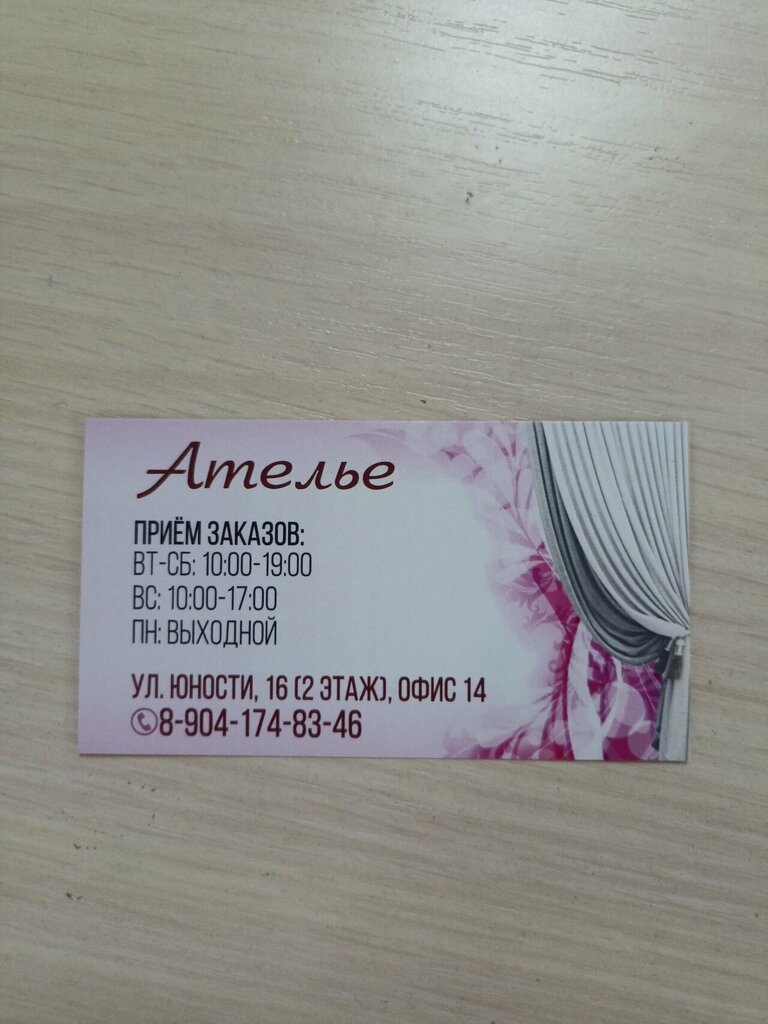 Ателье
ПРИЁМ ЗАКАЗОВ:
ВТ-СБ: 10:00-19:00
ВС: 10:00-17:00
ПН: ВЫХОДНОЙ
УЛ. ЮНОСТИ, 16 (2 ЭТАЖ), ОФИС 14
8-904-174-83-46